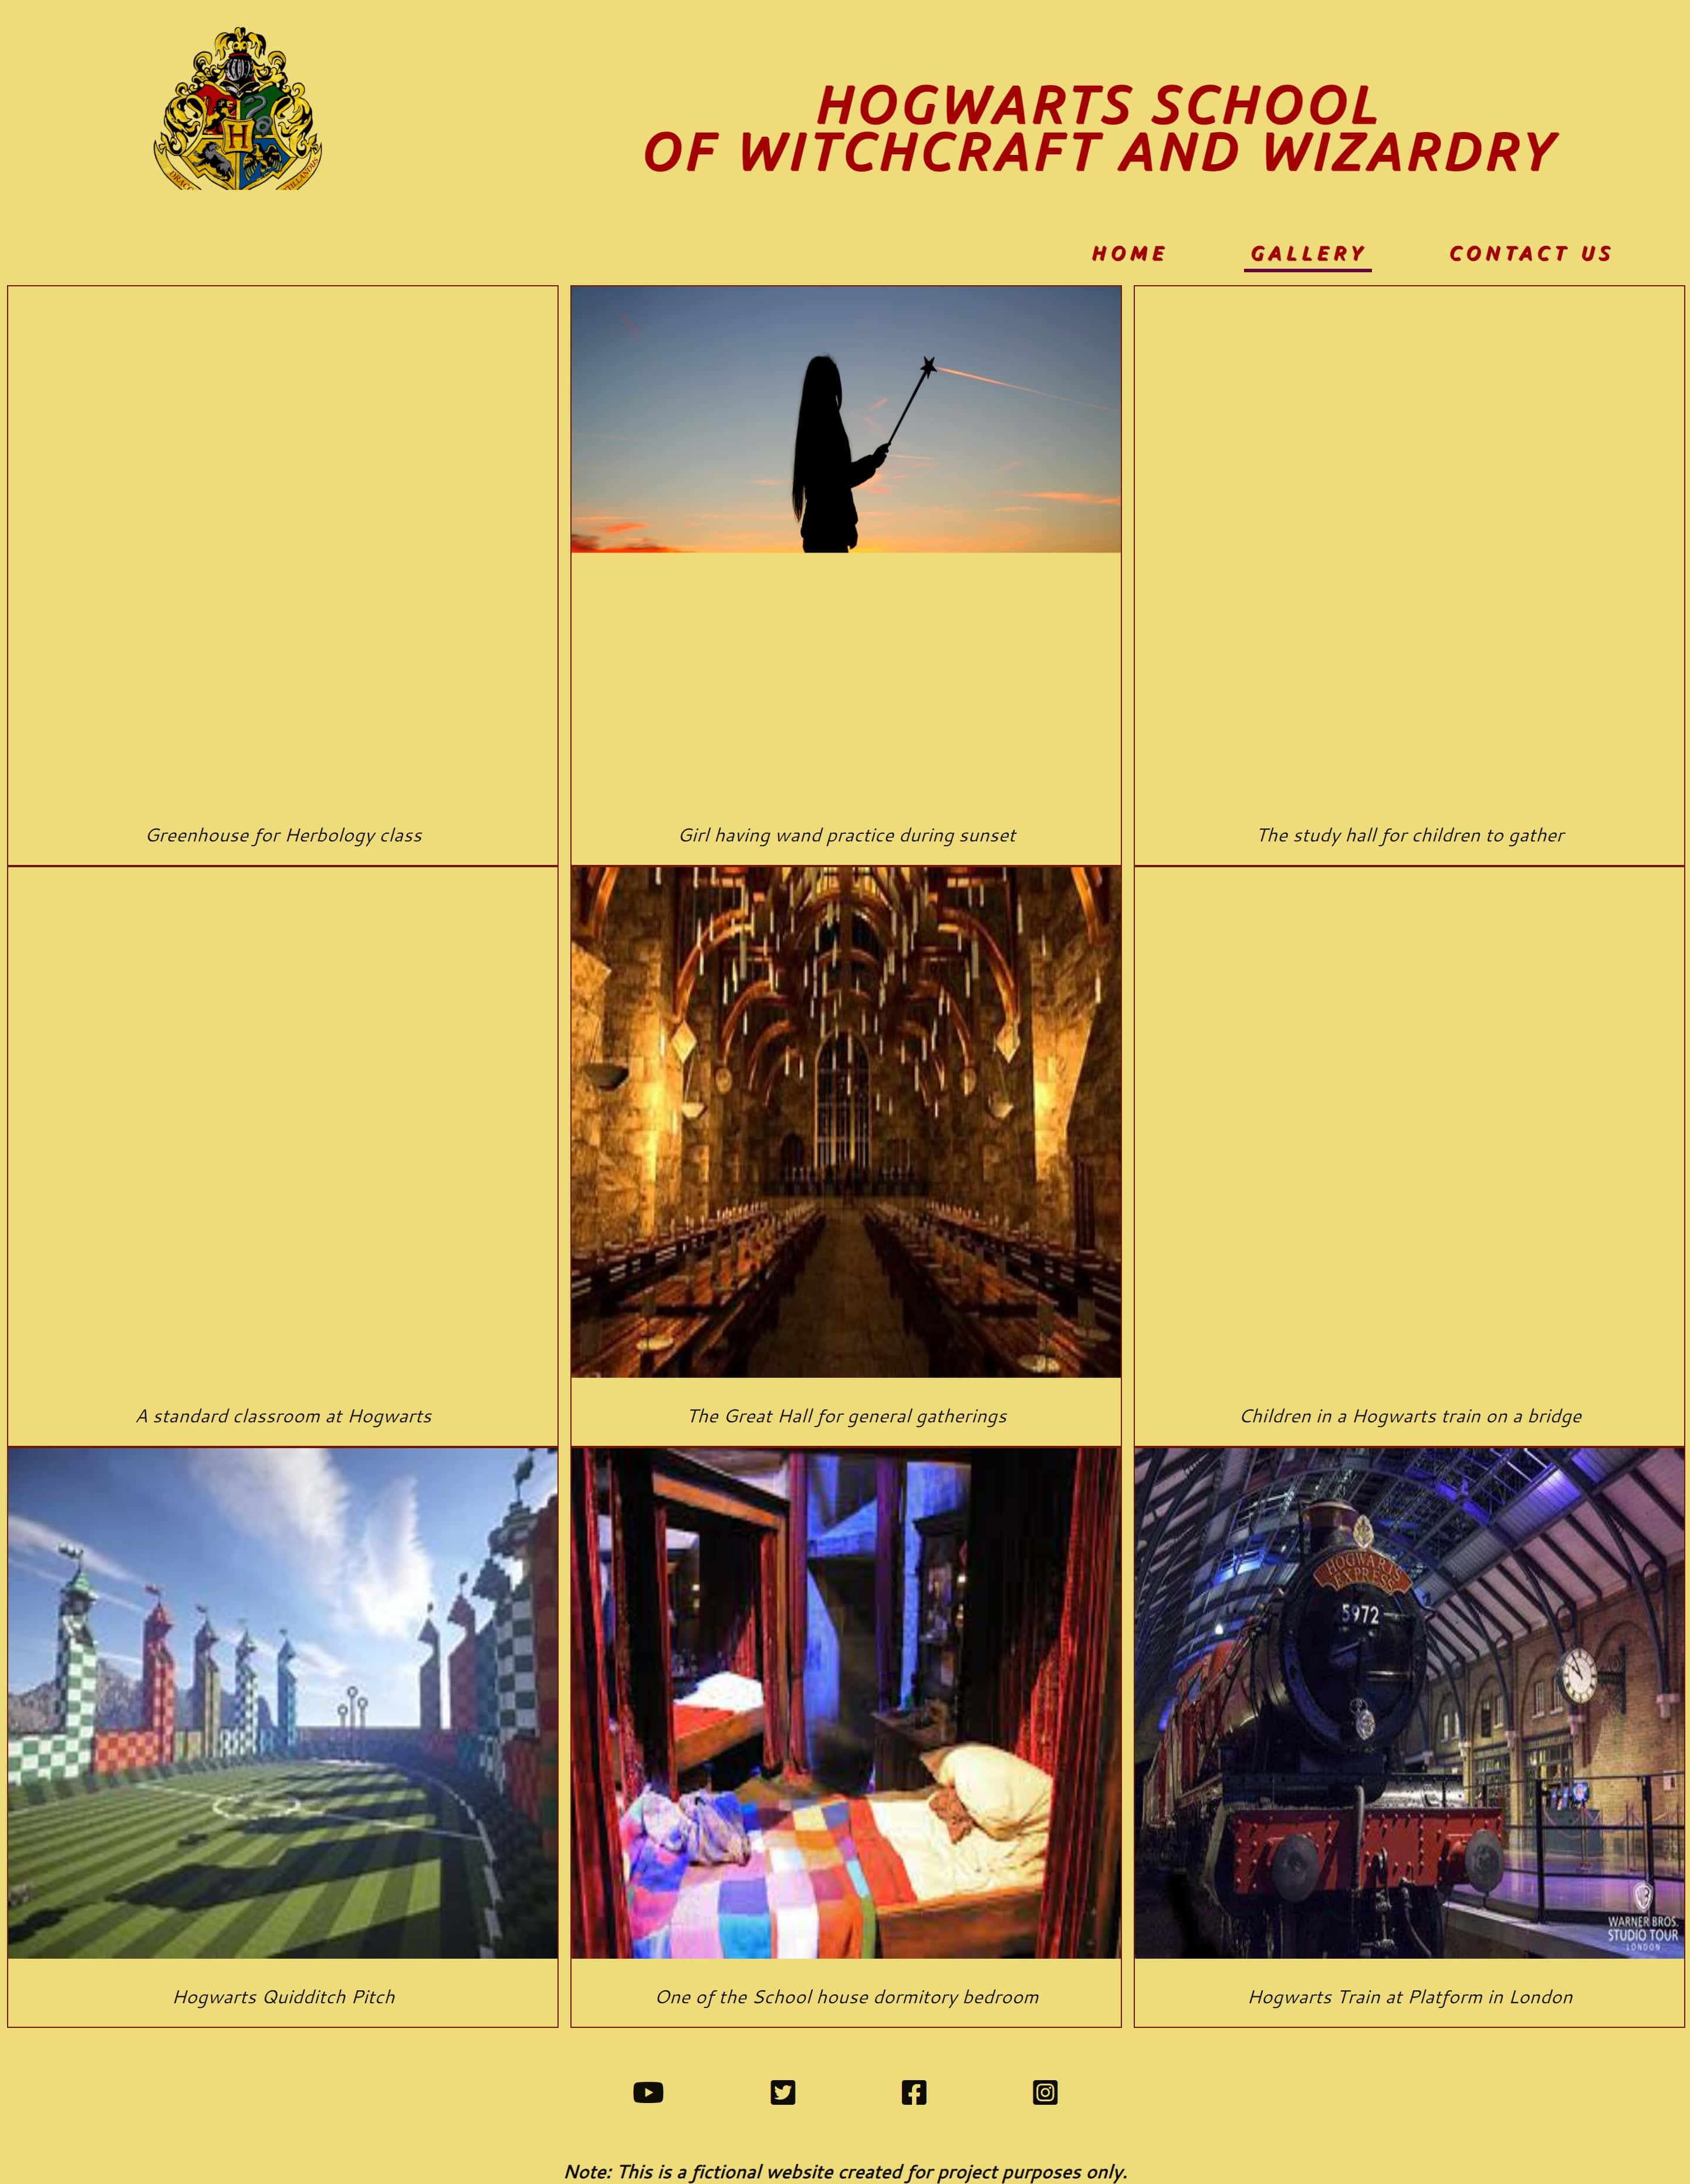 H
DRACO
TILLANDUS
HOGWARTS SCHOOL
OF WITCHCRAFT AND WIZARDRY
HOME GALLERY CONTACT US
Greenhouse for Herbology class
Girl having wand practice during sunset
The study hall for children to gather
A standard classroom at Hogwarts
The Great Hall for general gatherings
Children in a Hogwarts train on a bridge
HOGWARTS
EXPRESS
5972
WB
WARNER BROS.
STUDIO TOUR
LONDON
Hogwarts Quidditch Pitch
One of the School house dormitory bedroom
Hogwarts Train at Platform in London
Note: This is a fictional website created for project purposes only.